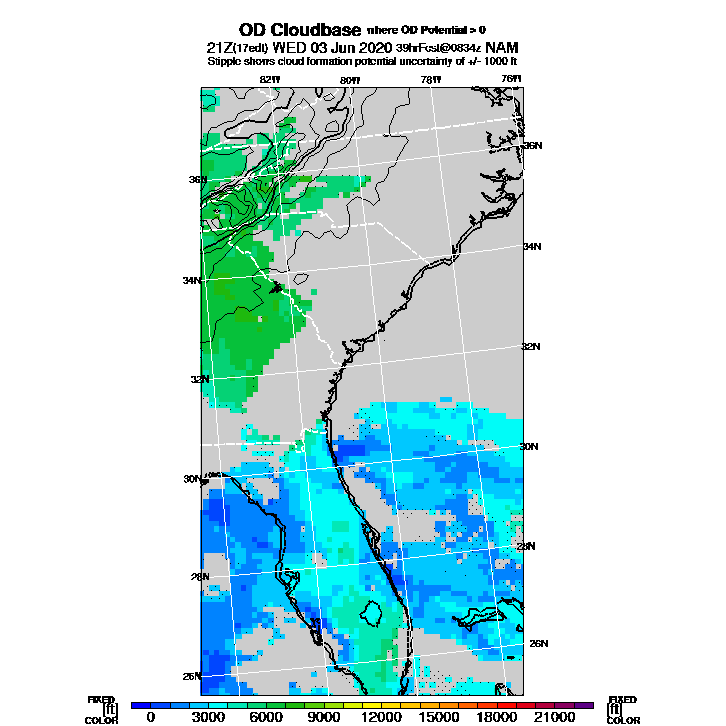 OD Cloudbase where OD Potential > 0
21Z(17edt) WED 03 Jun 2020 39hrFcst@0834z NAM
Stipple shows cloud formation potential uncertainty of +/- 1000 ft
82W 80W 78W 76W
36N
36N
34N
34N
32N
32N
30N
30N
28N
28N
26N
26N
FIXED FIXED
[ft] [ft]
COLOR 0 3000 6000 9000 12000 15000 18000 21000 COLOR